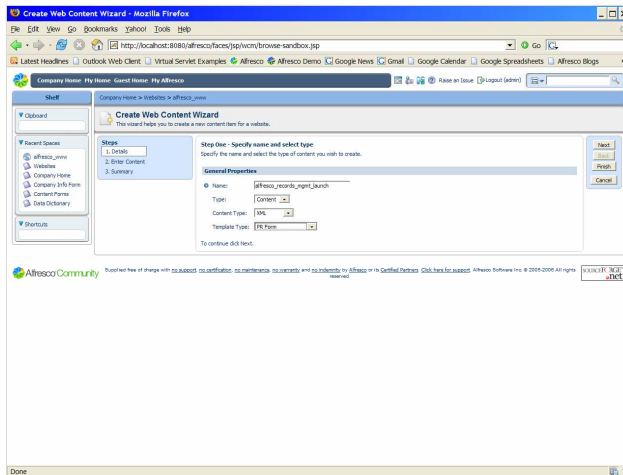 Create Web Content Wizard - Mozilla Firefox
File Edit View Go Bookmarks Yahoo! Tools Help
http://localhost:8080/alfresco/faces/jsp/wcm/browse-sandbox.jsp Go
Latest Headlines Outlook Web Client Virtual Servlet Examples Alfresco Alfresco Demo Google News Gmail Google Calendar Google Spreadsheets Alfresco Blogs
Company Home My Home Guest Home My Alfresco Raise an Issue Logout (admin)
Shelf
Company Home > Websites > alfresco_www
Clipboard
Create Web Content Wizard
This wizard helps you to create a new content item for a website.
Recent Spaces
alfresco_www
Websites
Company Home
Company Info Form
Content Forms
Data Dictionary
Shortcuts
Steps
1. Details
2. Enter Content
3. Summary
Step One - Specify name and select type
Specify the name and select the type of content you wish to create.
General Properties
Name: alfresco_records_mgmt_launch
Type: Content
Content Type: XML
Template Type: PR Form
To continue click Next.
Next
Back
Finish
Cancel
Alfresco Community
Supplied free of charge with no support, no certification, no maintenance, no warranty and no indemnity by Alfresco or its Certified Partners. Click here for support. Alfresco Software Inc. © 2005-2006 All rights reserved.
SOURCEFORGE .net
Done